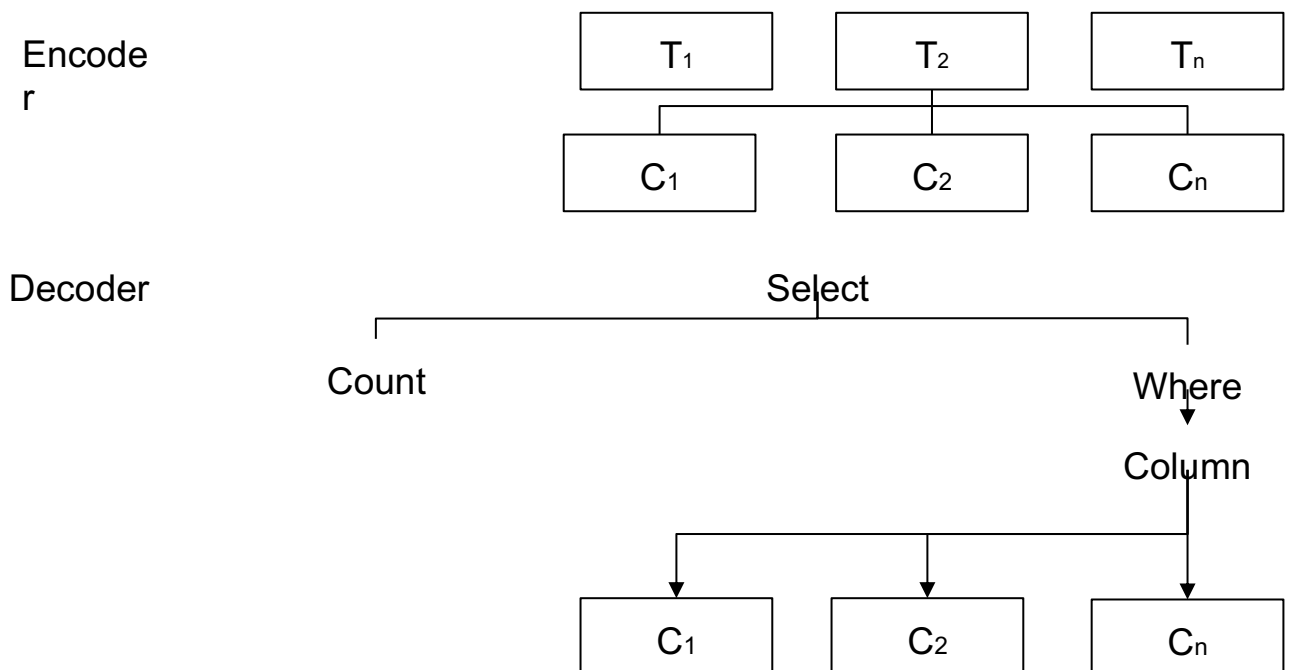 Encode
r
T1 T2 Tn
C1 C2 Cn
Decoder Select
Count Where
Column
C1 C2 Cn